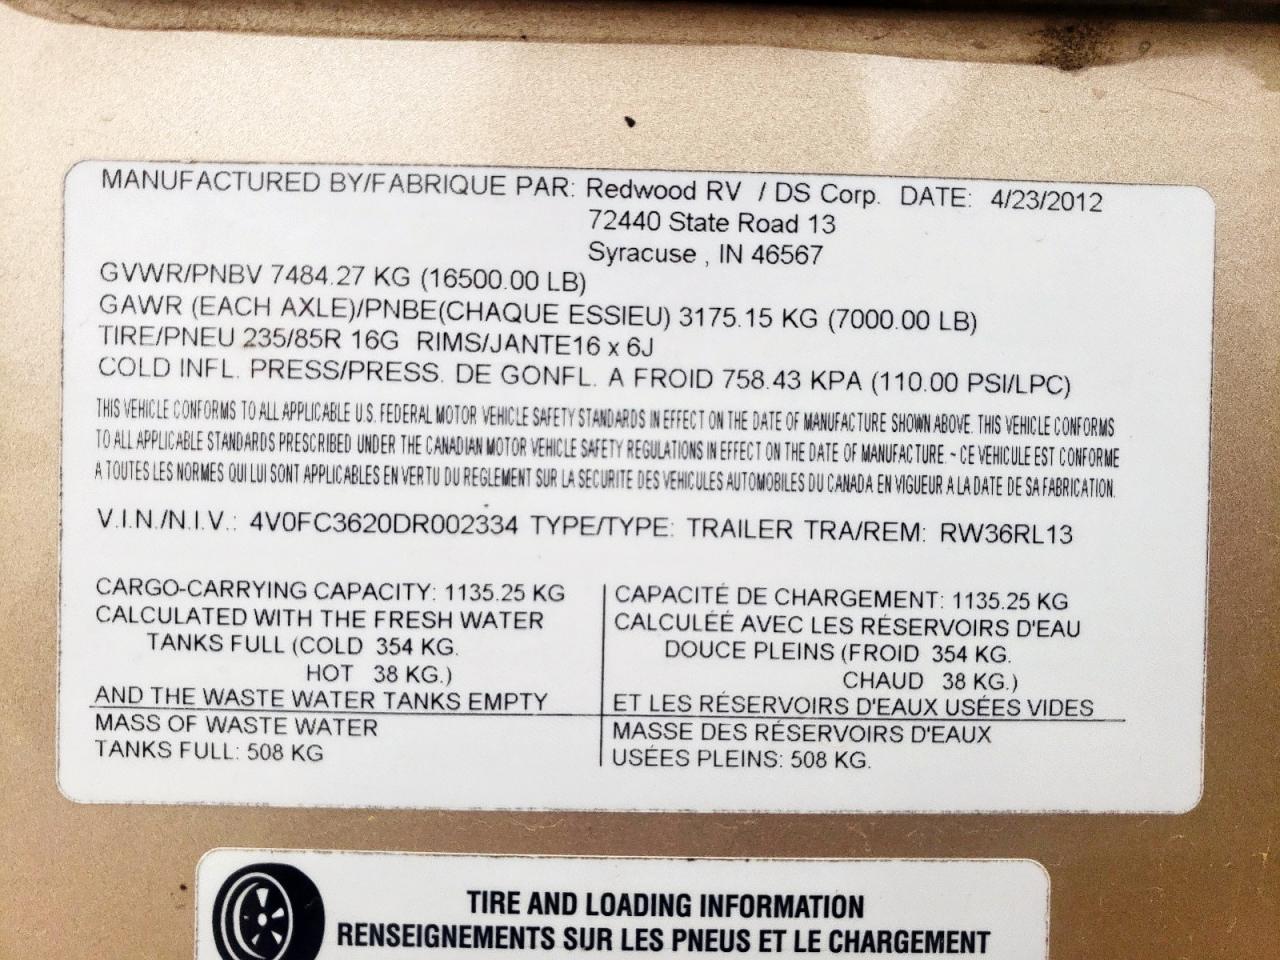 MANUFACTURED BY/FABRIQUE PAR: Redwood RV / DS Corp. DATE: 4/23/2012
72440 State Road 13
Syracuse , IN 46567
GVWR/PNBV 7484.27 KG (16500.00 LB)
GAWR (EACH AXLE)/PNBE(CHAQUE ESSIEU) 3175.15 KG (7000.00 LB)
TIRE/PNEU 235/85R 16G RIMS/JANTE16 x 6J
COLD INFL. PRESS/PRESS. DE GONFL. A FROID 758.43 KPA (110.00 PSI/LPC)
THIS VEHICLE CONFORMS TO ALL APPLICABLE U.S. FEDERAL MOTOR VEHICLE SAFETY STANDARDS IN EFFECT ON THE DATE OF MANUFACTURE SHOWN ABOVE. THIS VEHICLE CONFORMS
TO ALL APPLICABLE STANDARDS PRESCRIBED UNDER THE CANADIAN MOTOR VEHICLE SAFETY REGULATIONS IN EFFECT ON THE DATE OF MANUFACTURE. ~ CE VEHICULE EST CONFORME
A TOUTES LES NORMES QUI LUI SONT APPLICABLES EN VERTU DU REGLEMENT SUR LA SECURITE DES VEHICULES AUTOMOBILES DU CANADA EN VIGUEUR A LA DATE DE SA FABRICATION.
V.I.N./N.I.V.: 4V0FC3620DR002334 TYPE/TYPE: TRAILER TRA/REM: RW36RL13
CARGO-CARRYING CAPACITY: 1135.25 KG
CALCULATED WITH THE FRESH WATER
TANKS FULL (COLD 354 KG.
HOT 38 KG.)
AND THE WASTE WATER TANKS EMPTY
MASS OF WASTE WATER
TANKS FULL: 508 KG
CAPACITÉ DE CHARGEMENT: 1135.25 KG
CALCULÉE AVEC LES RÉSERVOIRS D'EAU
DOUCE PLEINS (FROID 354 KG.
CHAUD 38 KG.)
ET LES RÉSERVOIRS D'EAUX USÉES VIDES
MASSE DES RÉSERVOIRS D'EAUX
USÉES PLEINS: 508 KG.
TIRE AND LOADING INFORMATION
RENSEIGNEMENTS SUR LES PNEUS ET LE CHARGEMENT